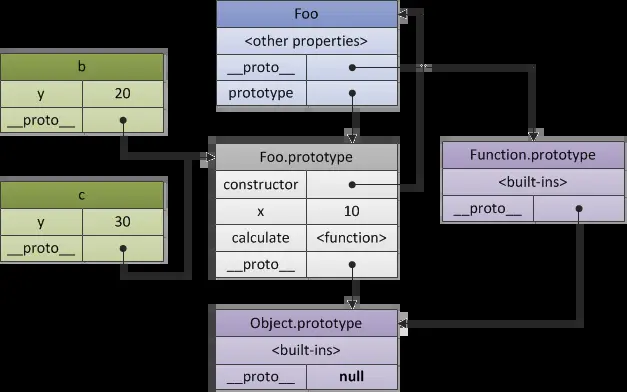 Foo
<other properties>
__proto__
prototype
b
y 20
__proto__
Foo.prototype
constructor
x 10
calculate <function>
__proto__
Function.prototype
<built-ins>
__proto__
c
y 30
__proto__
Object.prototype
<built-ins>
__proto__ null